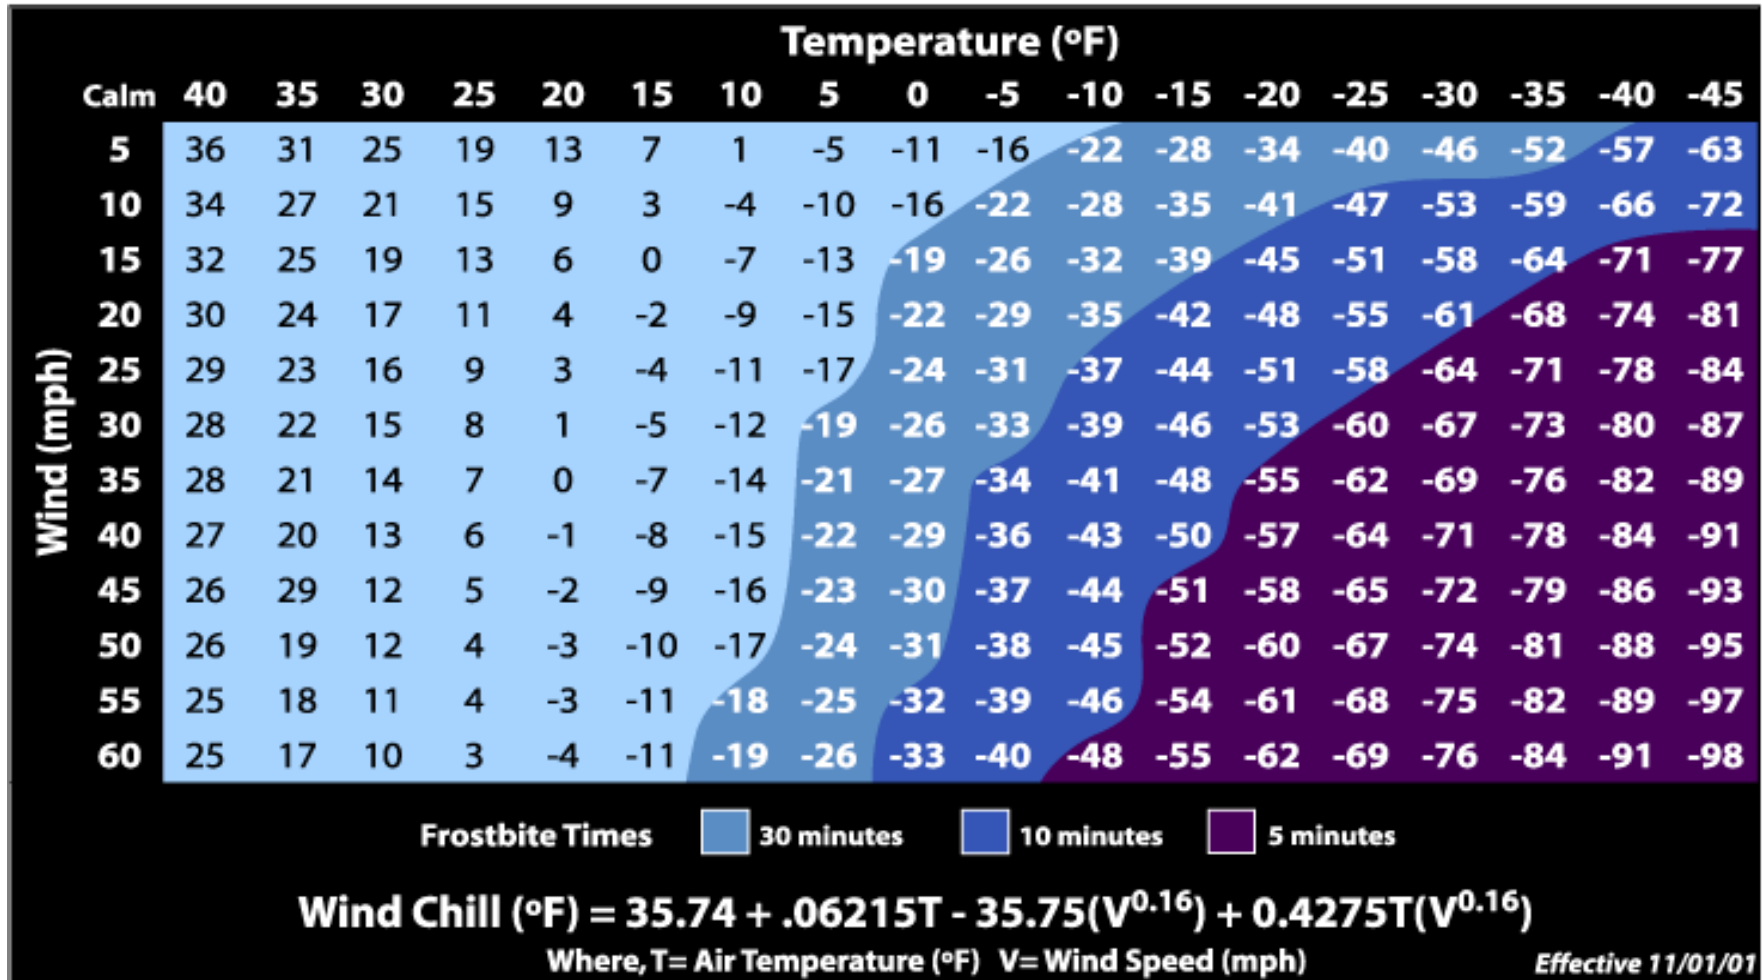 Temperature (ºF)
Calm 40 35 30 25 20 15 10 5 0 -5 -10 -15 -20 -25 -30 -35 -40 -45
5 36 31 25 19 13 7 1 -5 -11 -16 -22 -28 -34 -40 -46 -52 -57 -63
10 34 27 21 15 9 3 -4 -10 -16 -22 -28 -35 -41 -47 -53 -59 -66 -72
15 32 25 19 13 6 0 -7 -13 -19 -26 -32 -39 -45 -51 -58 -64 -71 -77
20 30 24 17 11 4 -2 -9 -15 -22 -29 -35 -42 -48 -55 -61 -68 -74 -81
25 29 23 16 9 3 -4 -11 -17 -24 -31 -37 -44 -51 -58 -64 -71 -78 -84
30 28 22 15 8 1 -5 -12 -19 -26 -33 -39 -46 -53 -60 -67 -73 -80 -87
35 28 21 14 7 0 -7 -14 -21 -27 -34 -41 -48 -55 -62 -69 -76 -82 -89
40 27 20 13 6 -1 -8 -15 -22 -29 -36 -43 -50 -57 -64 -71 -78 -84 -91
45 26 29 12 5 -2 -9 -16 -23 -30 -37 -44 -51 -58 -65 -72 -79 -86 -93
50 26 19 12 4 -3 -10 -17 -24 -31 -38 -45 -52 -60 -67 -74 -81 -88 -95
55 25 18 11 4 -3 -11 -18 -25 -32 -39 -46 -54 -61 -68 -75 -82 -89 -97
60 25 17 10 3 -4 -11 -19 -26 -33 -40 -48 -55 -62 -69 -76 -84 -91 -98
Wind (mph)
Frostbite Times 30 minutes 10 minutes 5 minutes
Wind Chill (ºF) = 35.74 + .06215T - 35.75(V^0.16) + 0.4275T(V^0.16)
Where, T= Air Temperature (ºF) V= Wind Speed (mph) Effective 11/01/01